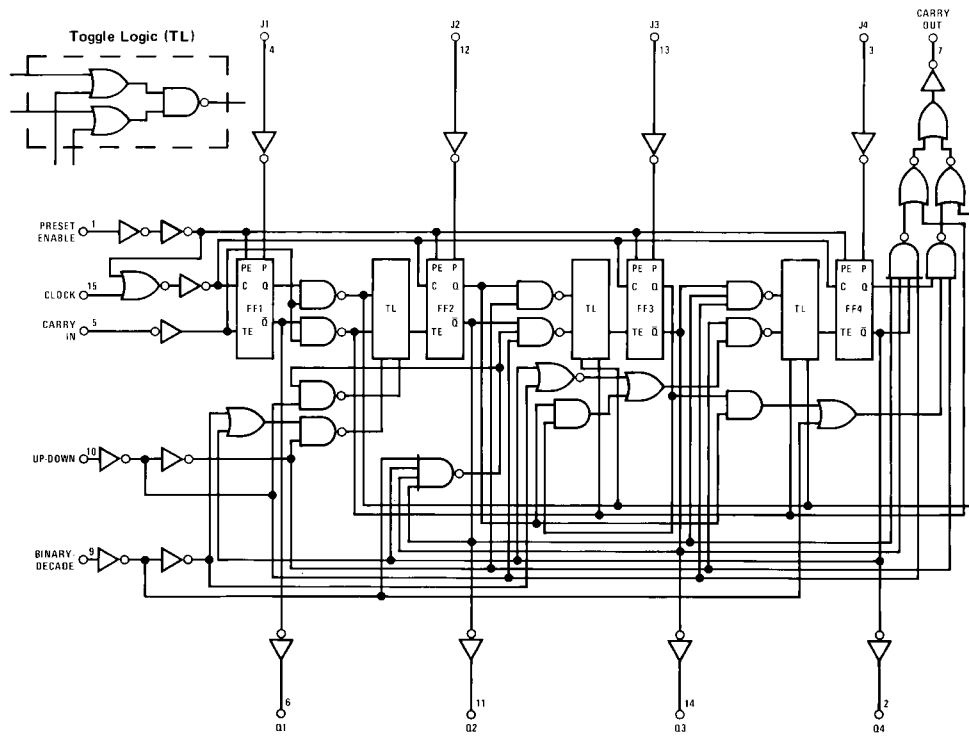 J1
4
J2
12
J3
13
J4
3
CARRY
OUT
7
Toggle Logic (TL)
PRESET
ENABLE
1
CLOCK
15
CARRY
IN
5
PE P
C Q
FF1
TE Q̅
TL
PE P
C Q
FF2
TE Q̅
TL
PE P
C Q
FF3
TE Q̅
TL
PE P
C Q
FF4
TE Q̅
UP-DOWN
10
BINARY-
DECADE
9
6
Q1
11
Q2
14
Q3
2
Q4